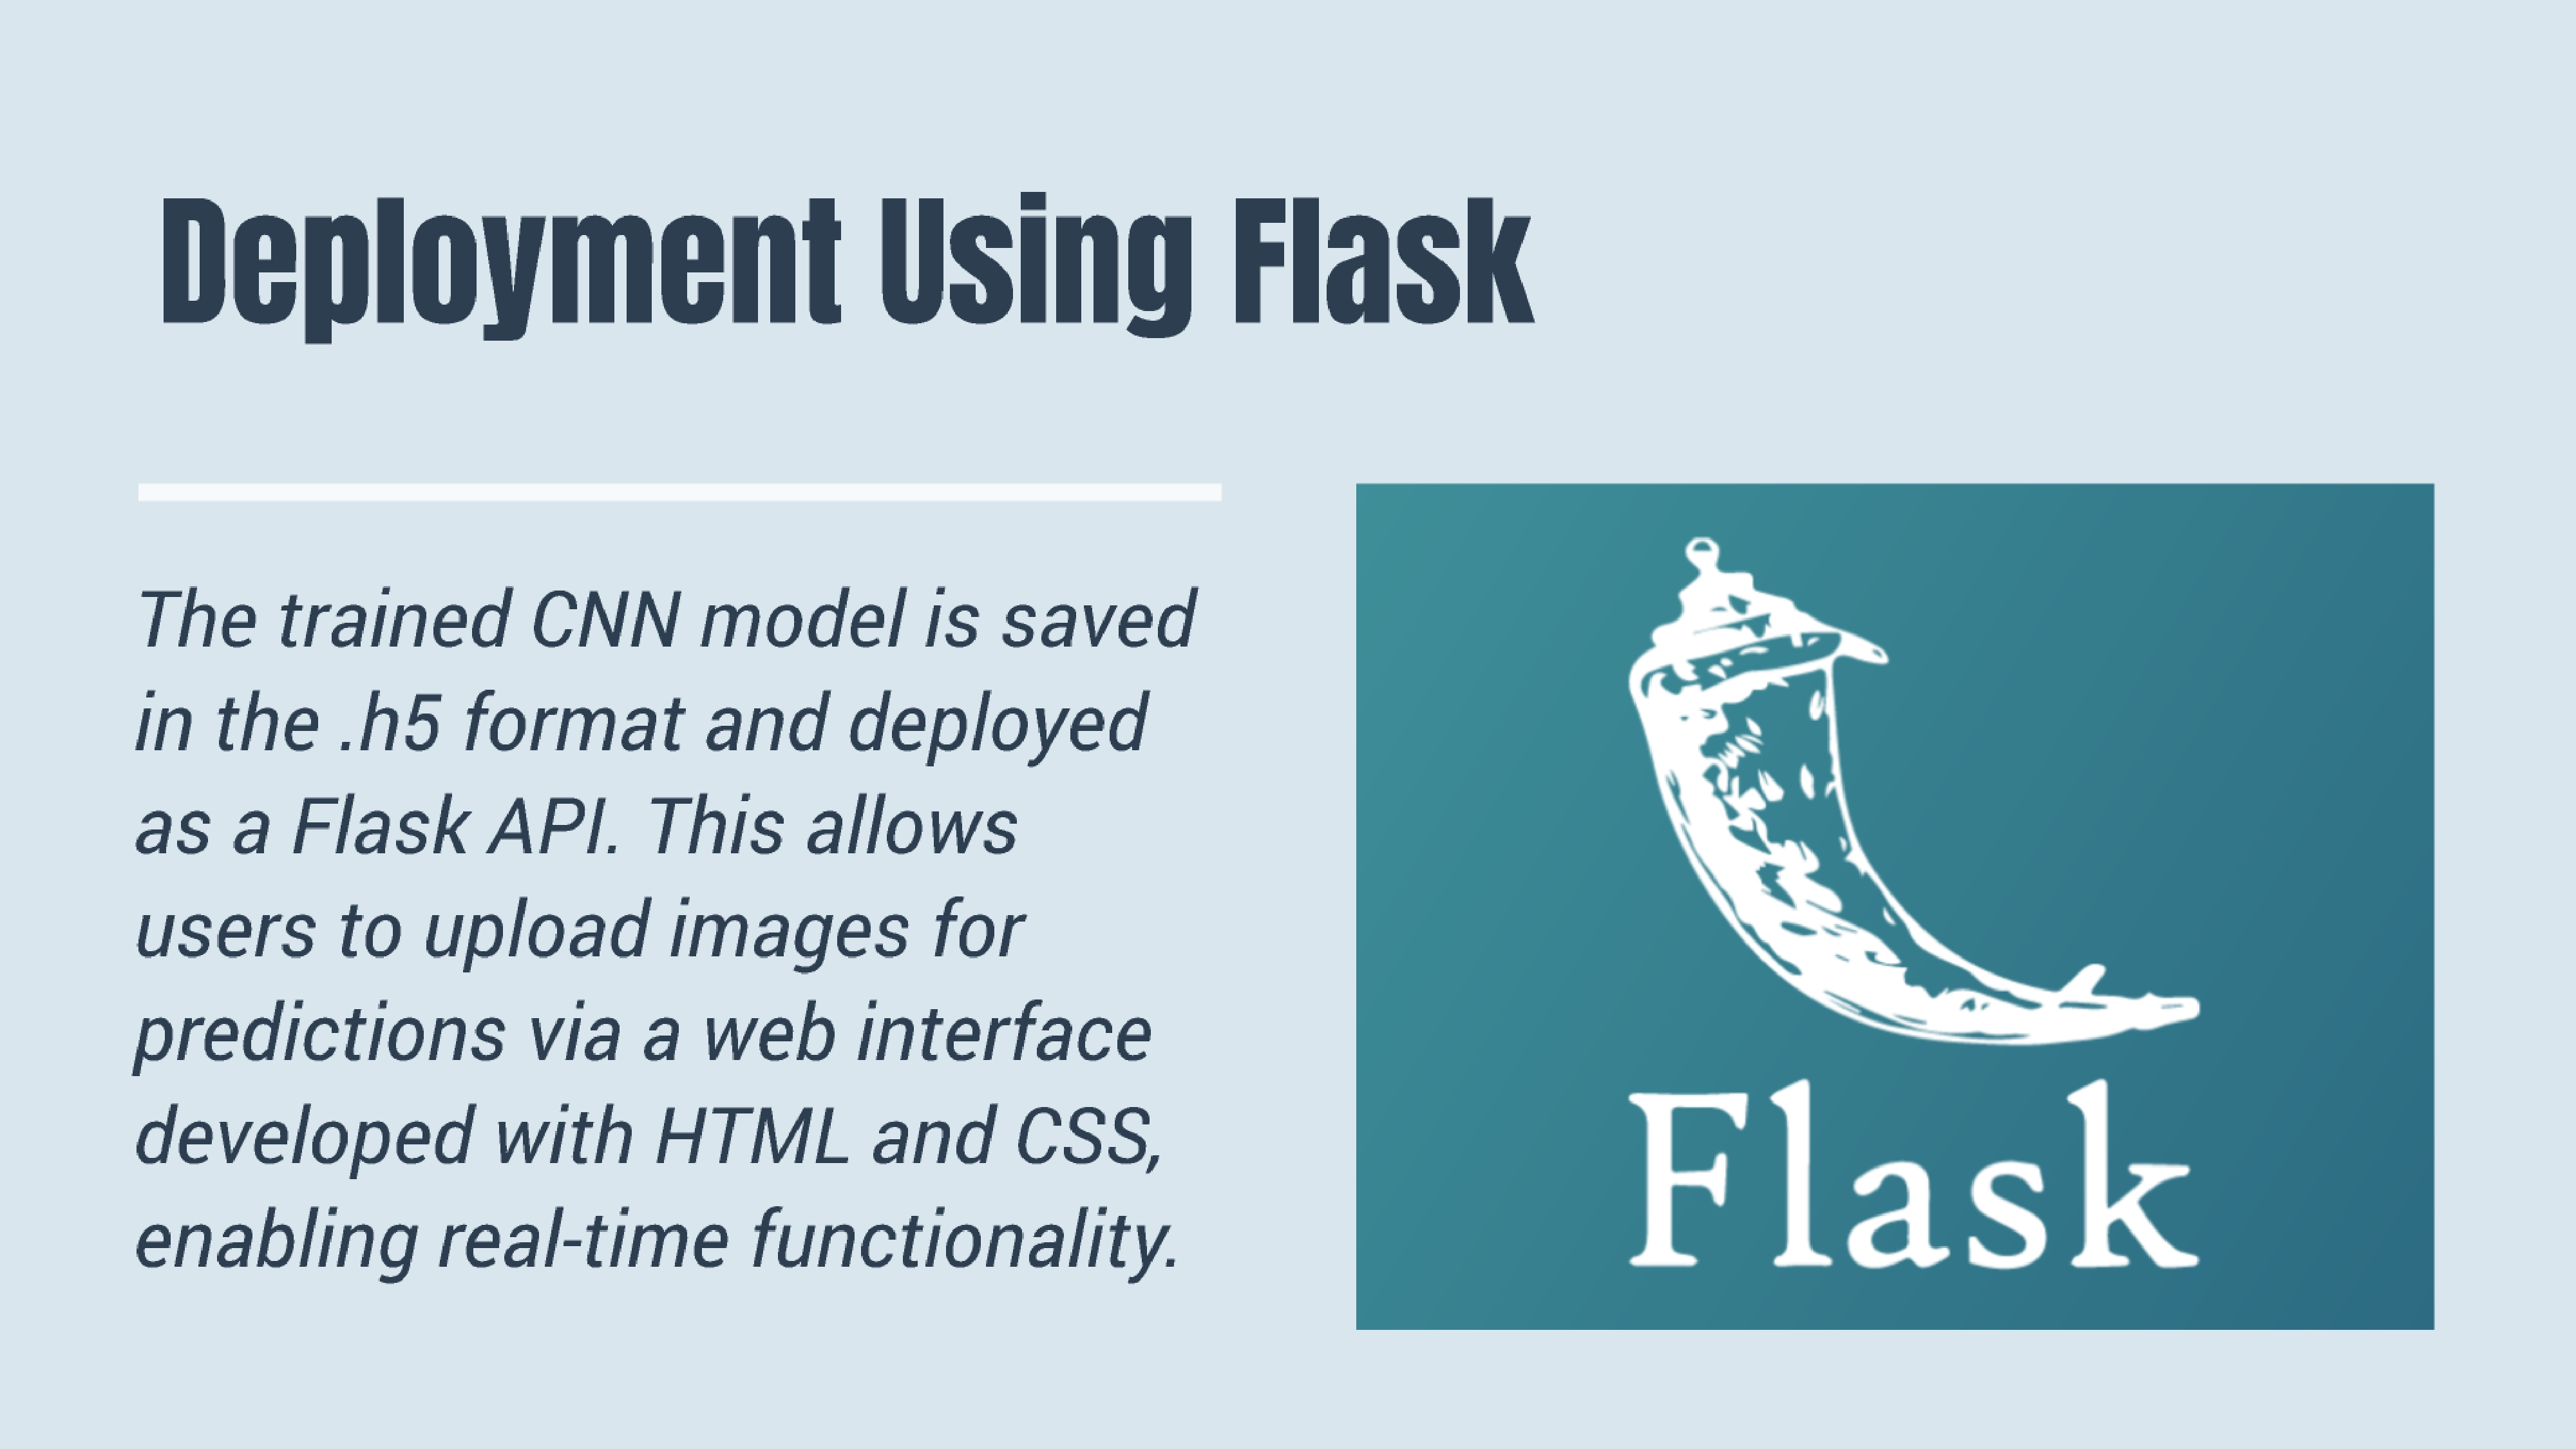 Deployment Using Flask
The trained CNN model is saved
in the .h5 format and deployed
as a Flask API. This allows
users to upload images for
predictions via a web interface
developed with HTML and CSS,
enabling real-time functionality.
Flask